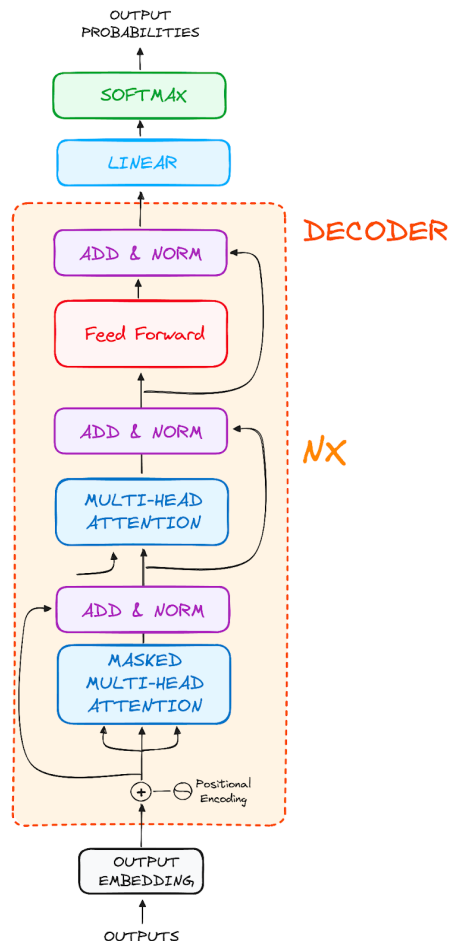 OUTPUT
PROBABILITIES
SOFTMAX
LINEAR
DECODER
ADD & NORM
Feed Forward
ADD & NORM
NX
MULTI-HEAD
ATTENTION
ADD & NORM
MASKED
MULTI-HEAD
ATTENTION
+
Positional
Encoding
OUTPUT
EMBEDDING
OUTPUTS